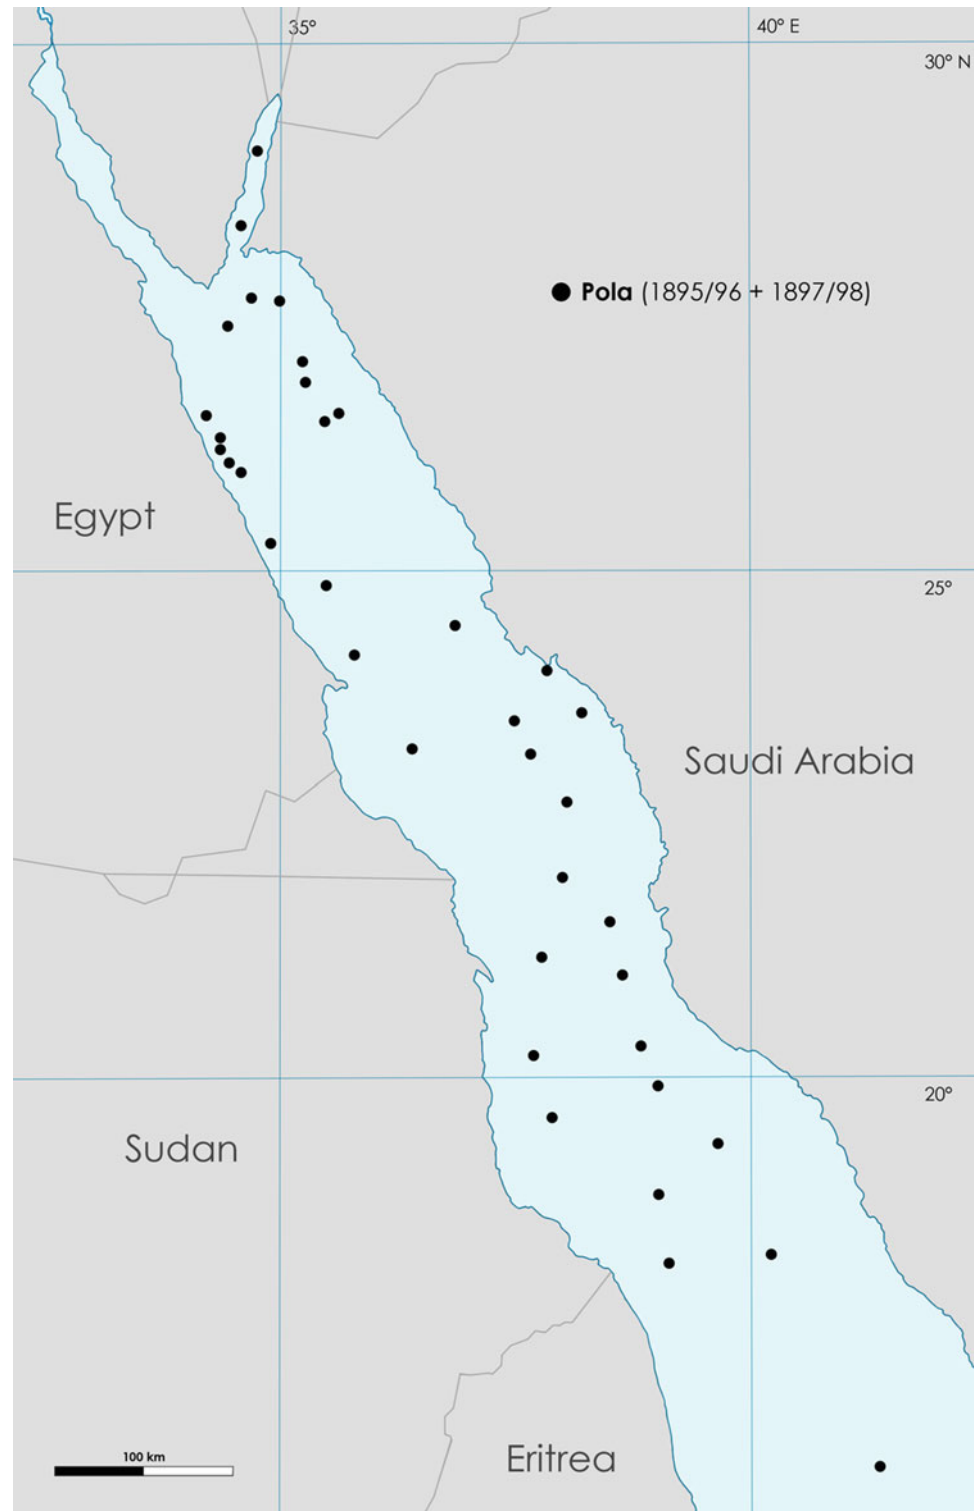 35°
40° E
30° N
Pola (1895/96 + 1897/98)
Egypt
25°
Saudi Arabia
20°
Sudan
100 km
Eritrea